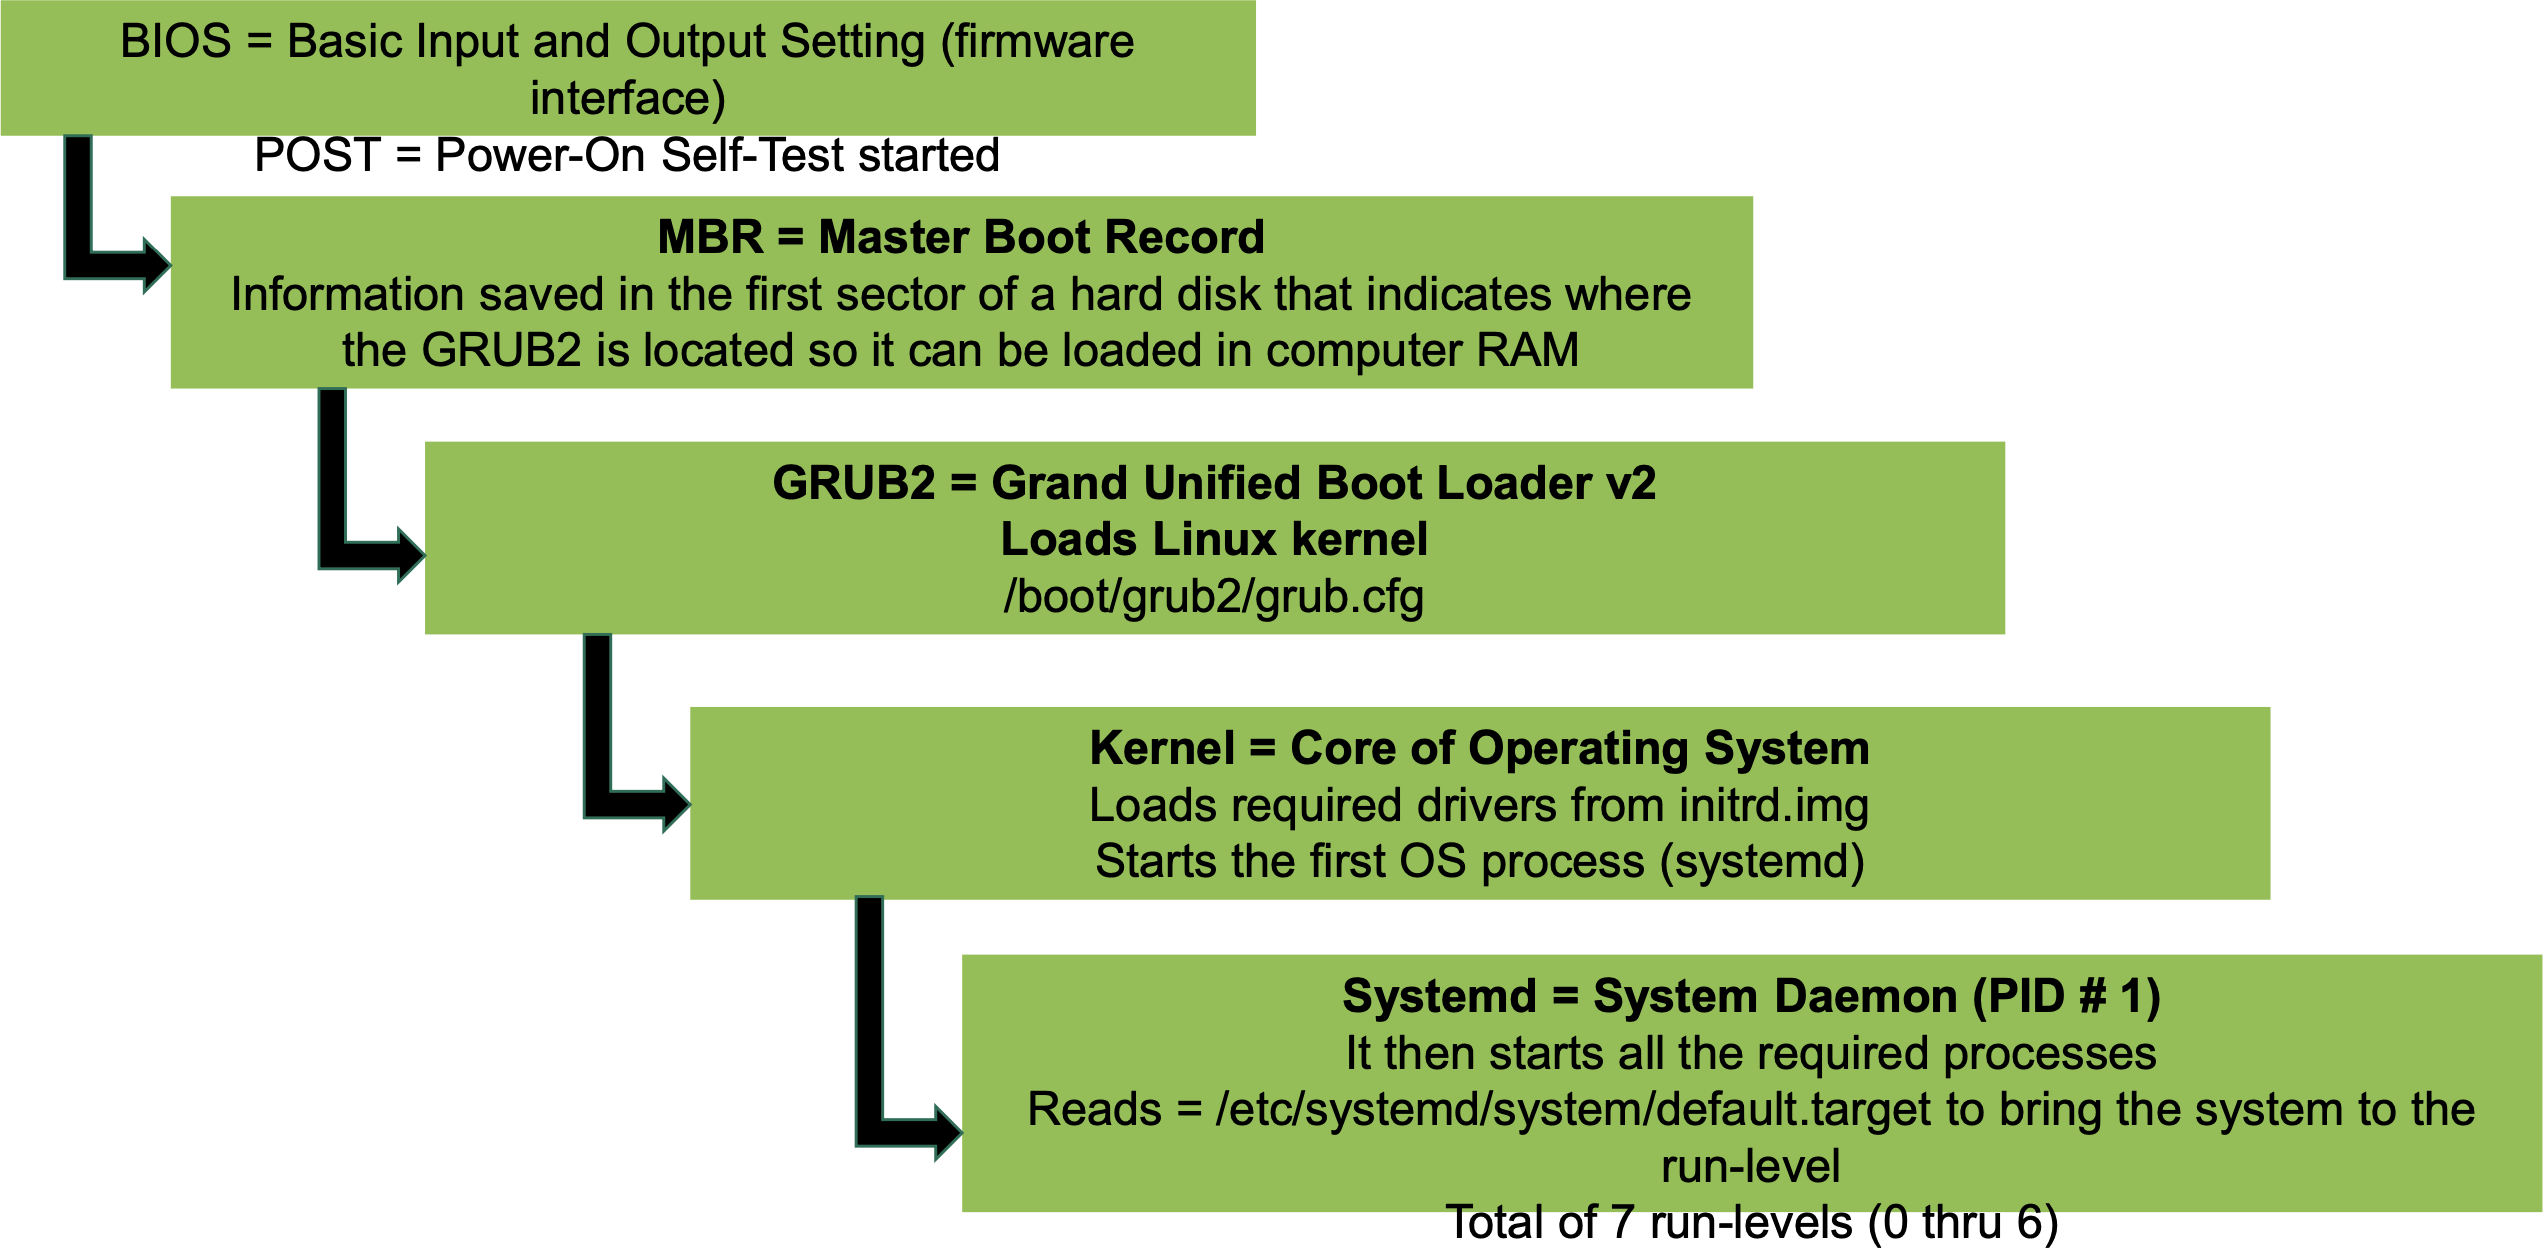 BIOS = Basic Input and Output Setting (firmware
interface)
POST = Power-On Self-Test started
MBR = Master Boot Record
Information saved in the first sector of a hard disk that indicates where
the GRUB2 is located so it can be loaded in computer RAM
GRUB2 = Grand Unified Boot Loader v2
Loads Linux kernel
/boot/grub2/grub.cfg
Kernel = Core of Operating System
Loads required drivers from initrd.img
Starts the first OS process (systemd)
Systemd = System Daemon (PID # 1)
It then starts all the required processes
Reads = /etc/systemd/system/default.target to bring the system to the
run-level
Total of 7 run-levels (0 thru 6)